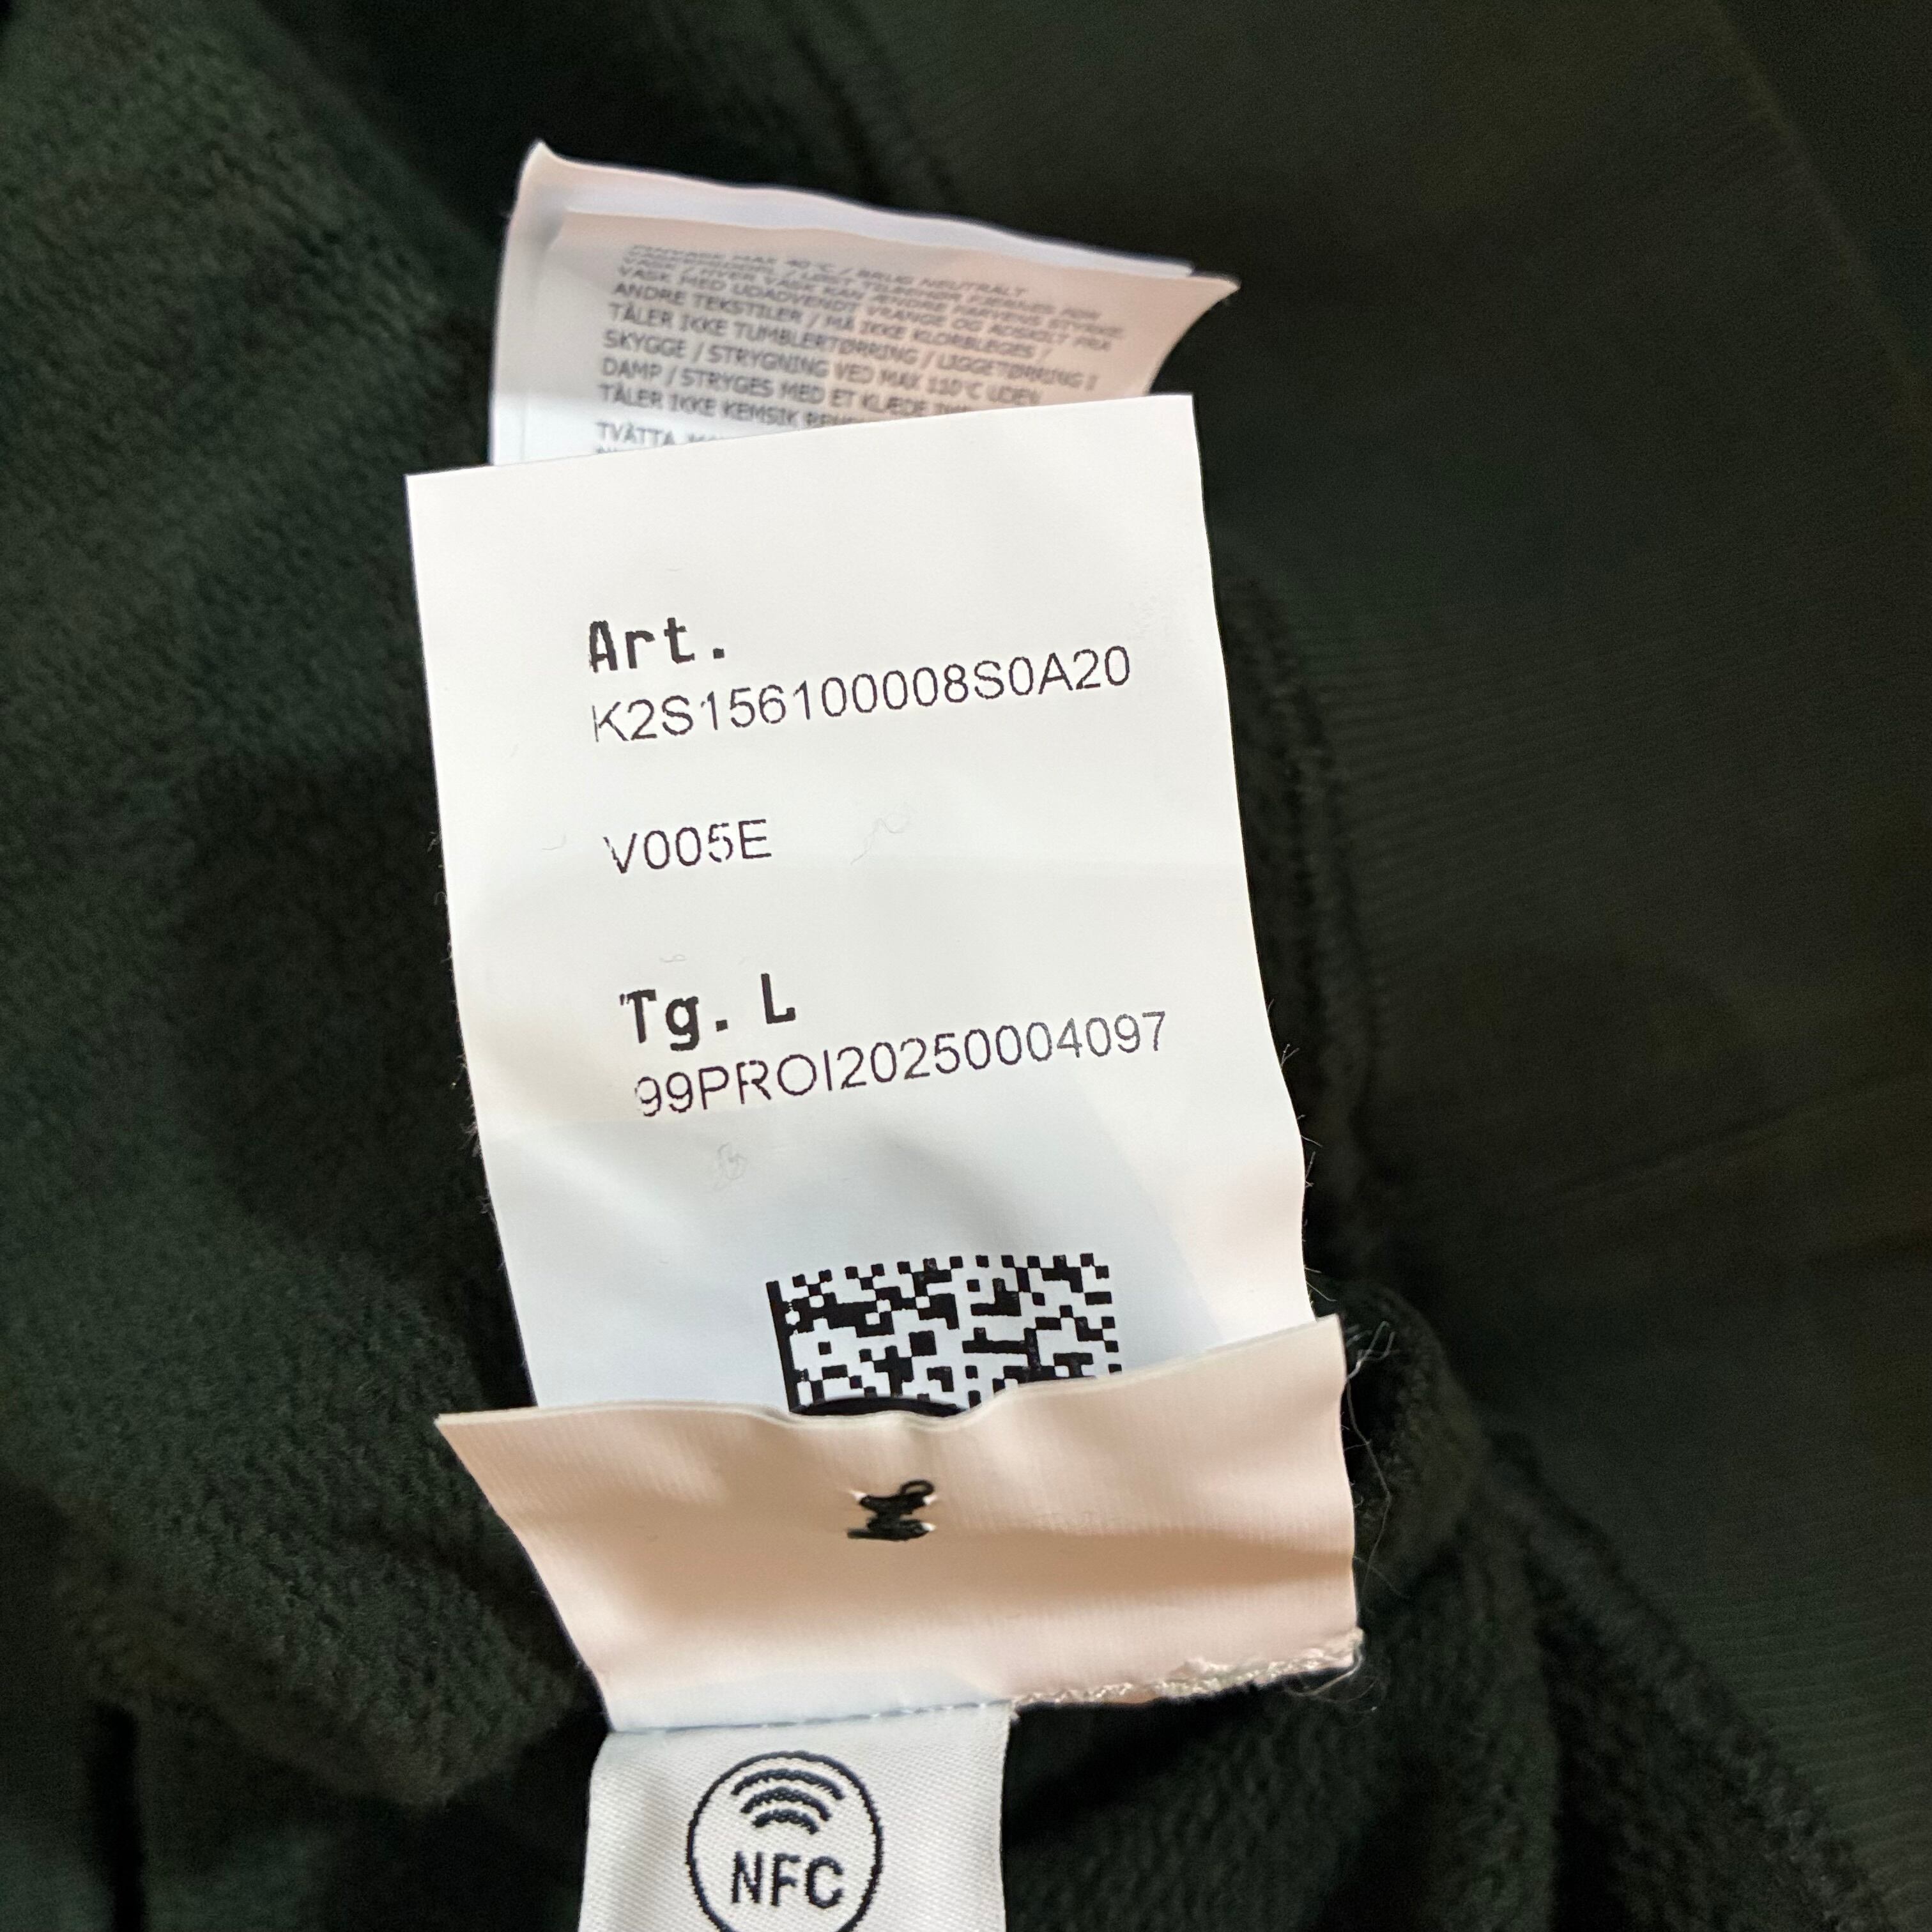 VASK MED UDADVENDT VRANGE OG ADSKILT FRA
ANDRE TEKSTILER / MÅ IKKE KLORBLEGES /
TÅLER IKKE TUMBLERTØRRING / LIGGETØRRING I
SKYGGE / STRYGNING VED MAX 110°C UDEN
DAMP / STRYGES MED ET KLÆDE
TÅLER IKKE KEMSIK
TVÄTTA
Art.
K2S156100008S0A20
V005E
Tg. L
99PROI20250004097
NFC